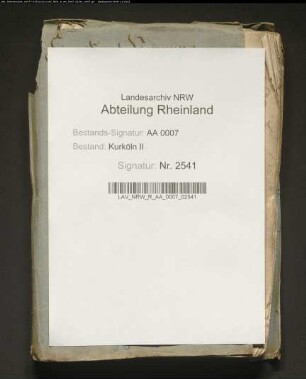 Landesarchiv NRW
Abteilung Rheinland
Bestands-Signatur: AA 0007
Bestand: Kurköln II
Signatur: Nr. 2541
LAV_NRW_R_AA_0007_02541